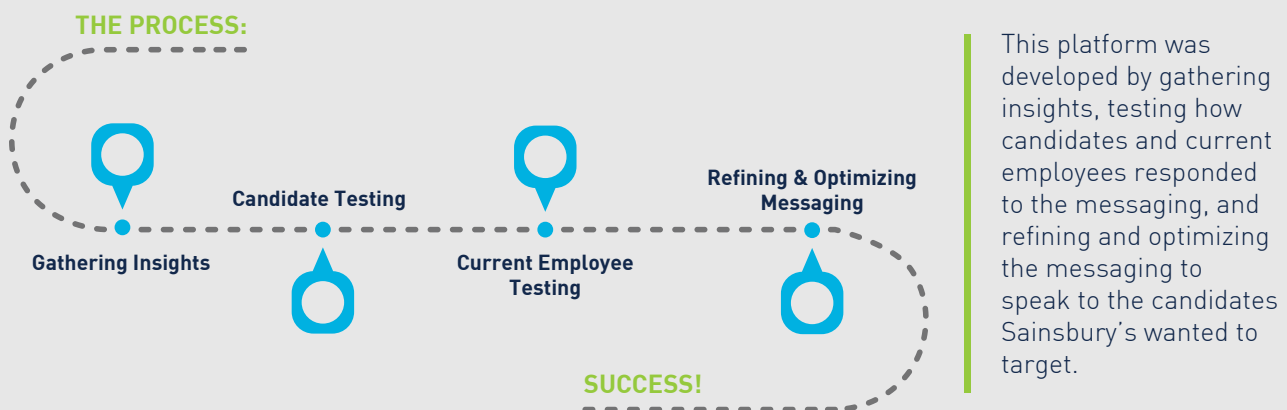 THE PROCESS:
Gathering Insights
Candidate Testing
Current Employee
Testing
Refining & Optimizing
Messaging
SUCCESS!
This platform was
developed by gathering
insights, testing how
candidates and current
employees responded
to the messaging, and
refining and optimizing
the messaging to
speak to the candidates
Sainsbury's wanted to
target.